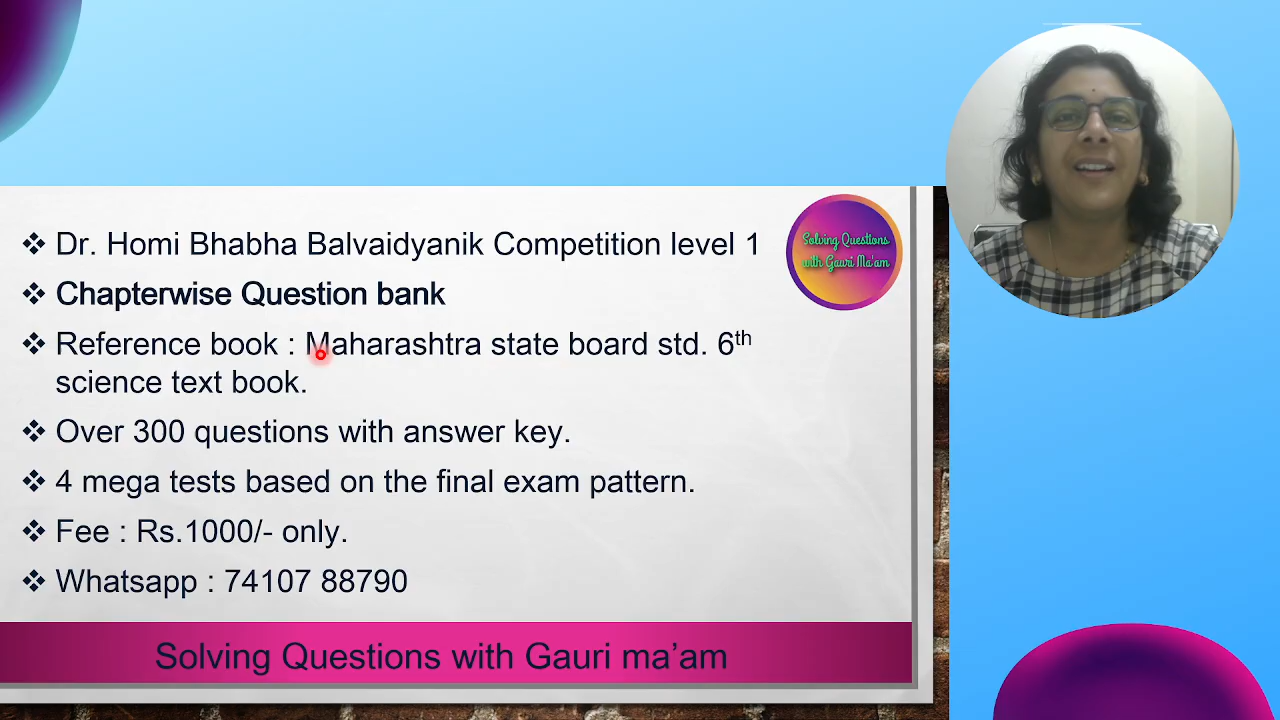 Dr. Homi Bhabha Balvaidyanik Competition level 1
Chapterwise Question bank
Reference book : Maharashtra state board std. 6th
science text book.
Over 300 questions with answer key.
4 mega tests based on the final exam pattern.
Fee : Rs.1000/- only.
Whatsapp : 74107 88790
Solving Questions
with Gauri Ma'am
Solving Questions with Gauri ma’am